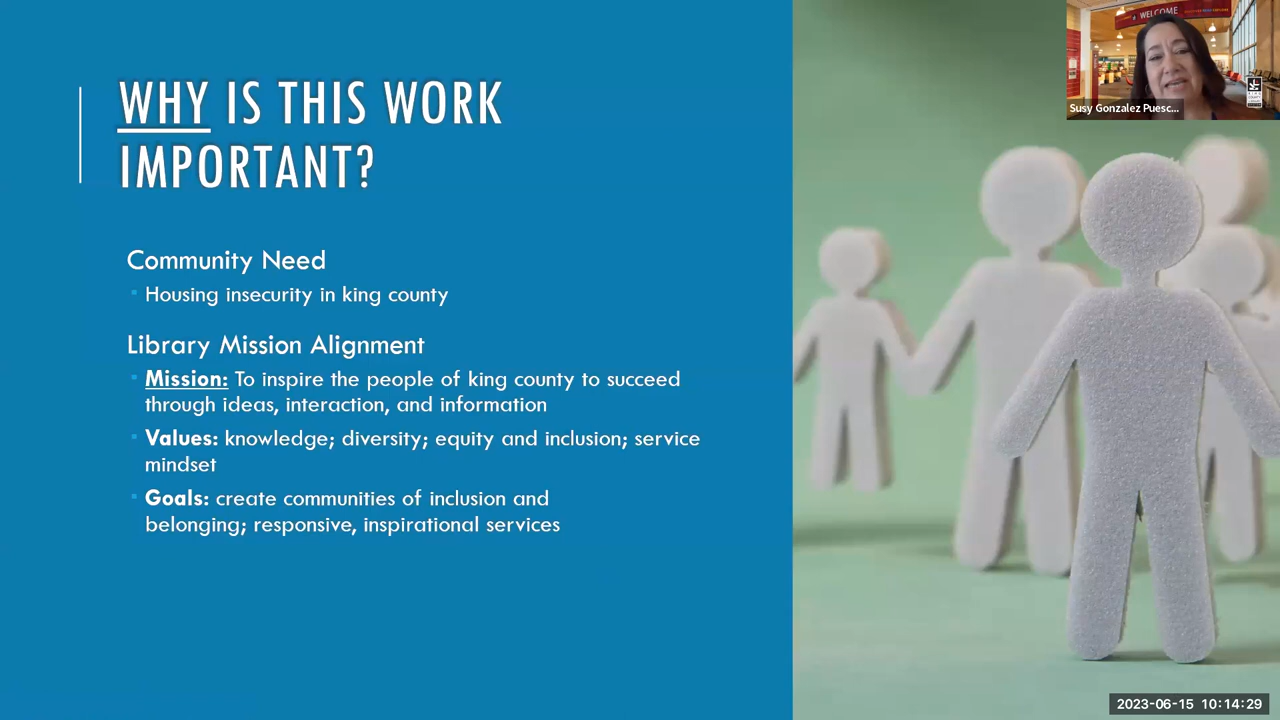 WHY IS THIS WORK
IMPORTANT?
Community Need
Housing insecurity in king county
Library Mission Alignment
Mission: To inspire the people of king county to succeed
through ideas, interaction, and information
Values: knowledge; diversity; equity and inclusion; service
mindset
Goals: create communities of inclusion and
belonging; responsive, inspirational services
WELCOME
Susy Gonzalez Puesc...
2023-06-15 10:14:29